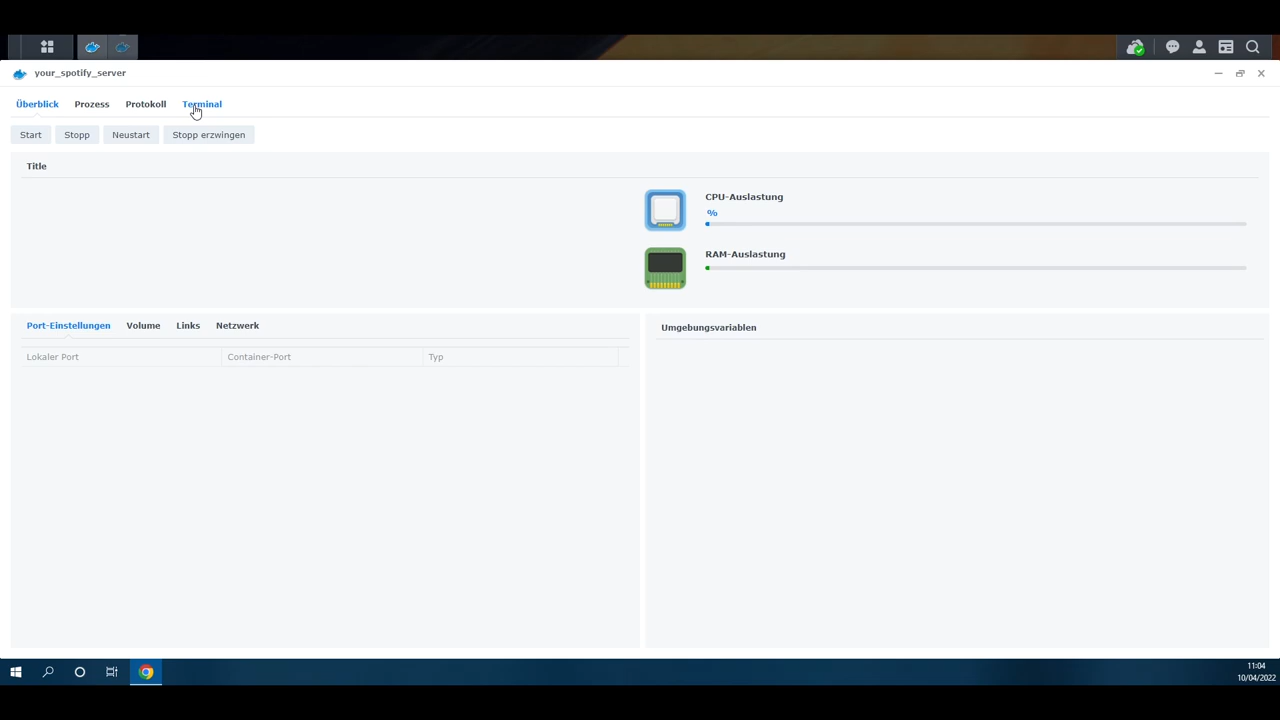 your_spotify_server
Überblick Prozess Protokoll Terminal
Start Stopp Neustart Stopp erzwingen
Title
CPU-Auslastung
%
RAM-Auslastung
Port-Einstellungen Volume Links Netzwerk
Lokaler Port Container-Port Typ
Umgebungsvariablen
11:04
10/04/2022